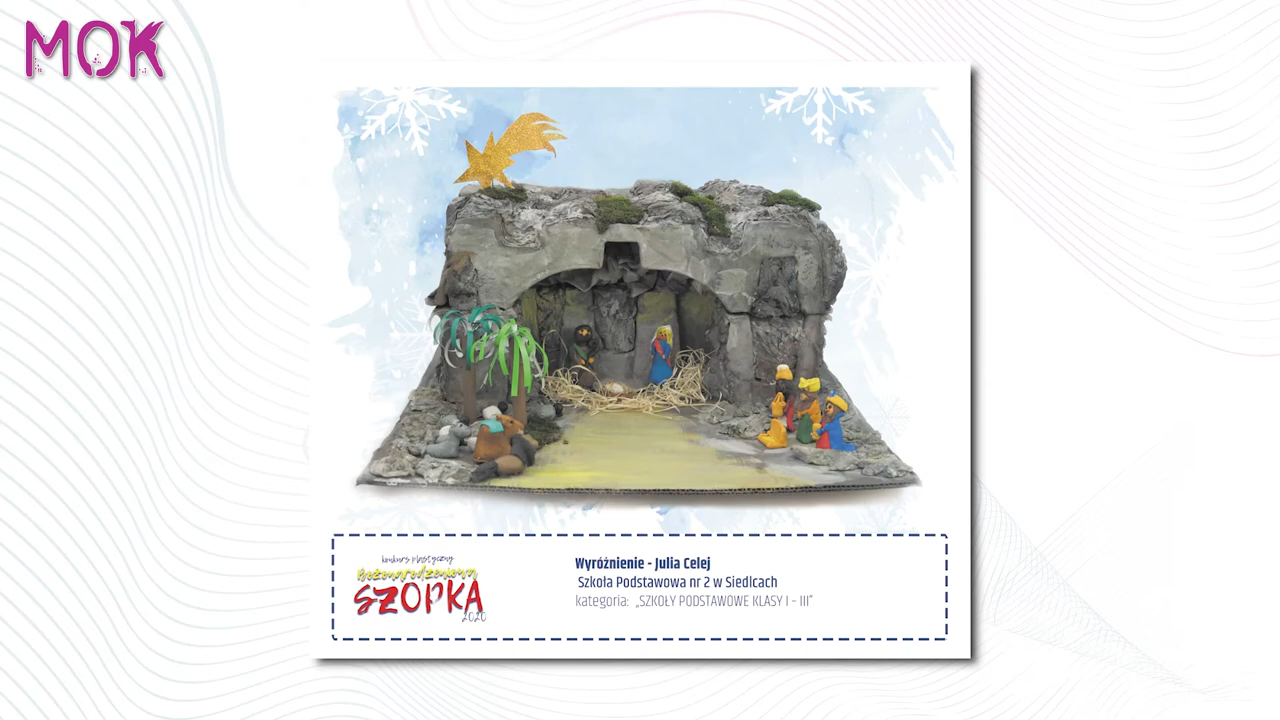 MOK
konkurs plastyczny
Bożonarodzeniowa
SZOPKA
2020
Wyróżnienie - Julia Celej
Szkoła Podstawowa nr 2 w Siedlcach
kategoria: „SZKOŁY PODSTAWOWE KLASY I - III”